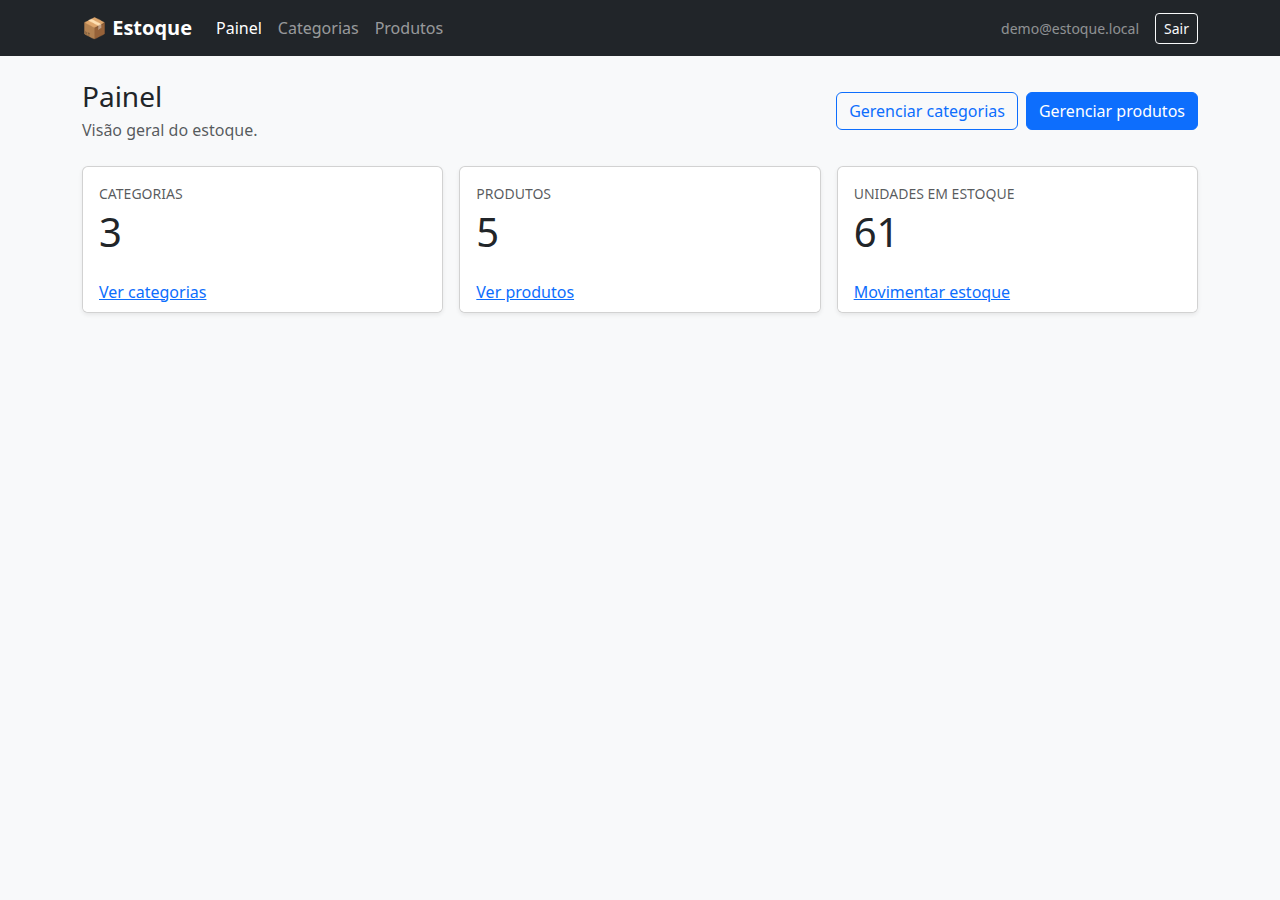 Estoque Painel Categorias Produtos demo@estoque.local Sair
Painel
Visão geral do estoque.
Gerenciar categorias Gerenciar produtos
CATEGORIAS
3
Ver categorias
PRODUTOS
5
Ver produtos
UNIDADES EM ESTOQUE
61
Movimentar estoque